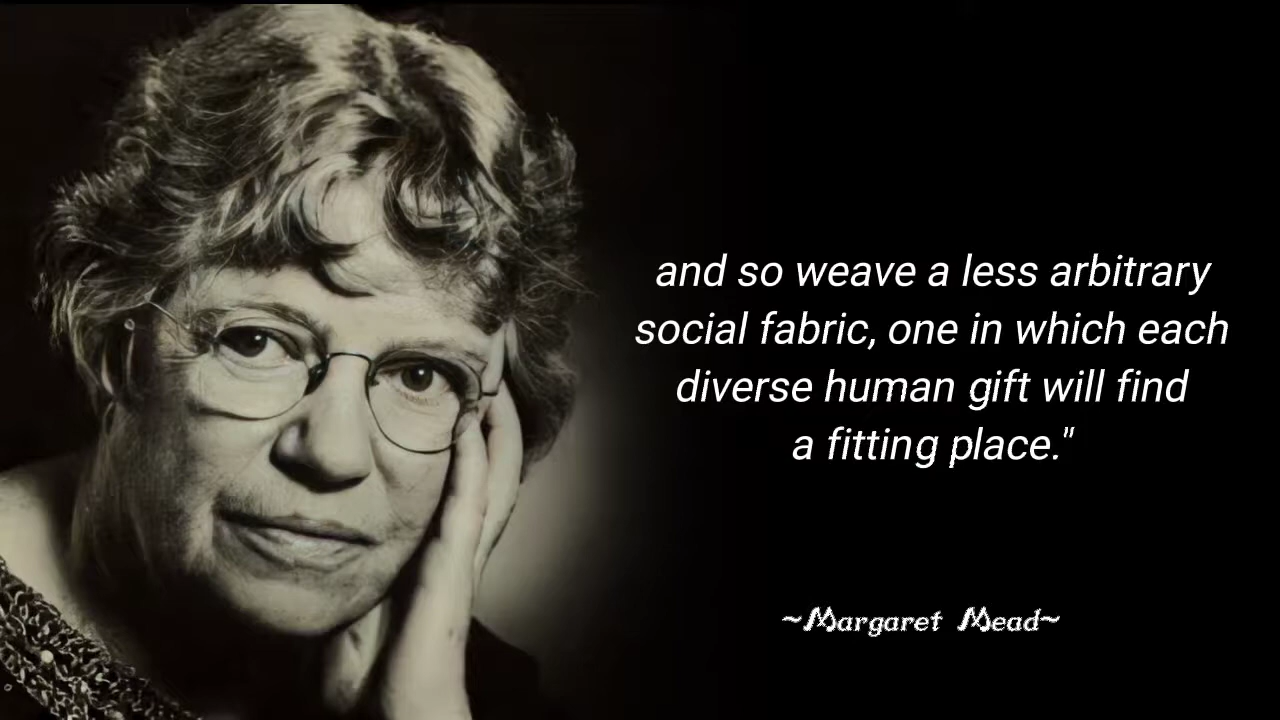 and so weave a less arbitrary
social fabric, one in which each
diverse human gift will find
a fitting place."
~Margaret Mead~